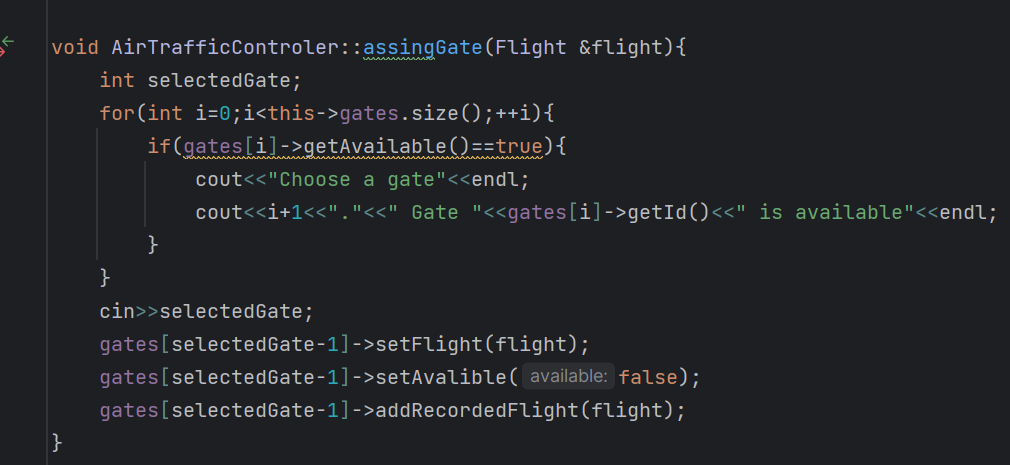 void AirTrafficControler::assingGate(Flight &flight){
    int selectedGate;
    for(int i=0;i<this->gates.size();++i){
        if(gates[i]->getAvailable()==true){
            cout<<"Choose a gate"<<endl;
            cout<<i+1<<"."<<" Gate "<<gates[i]->getId()<<" is available"<<endl;
        }
    }
    cin>>selectedGate;
    gates[selectedGate-1]->setFlight(flight);
    gates[selectedGate-1]->setAvalible( available: false);
    gates[selectedGate-1]->addRecordedFlight(flight);
}